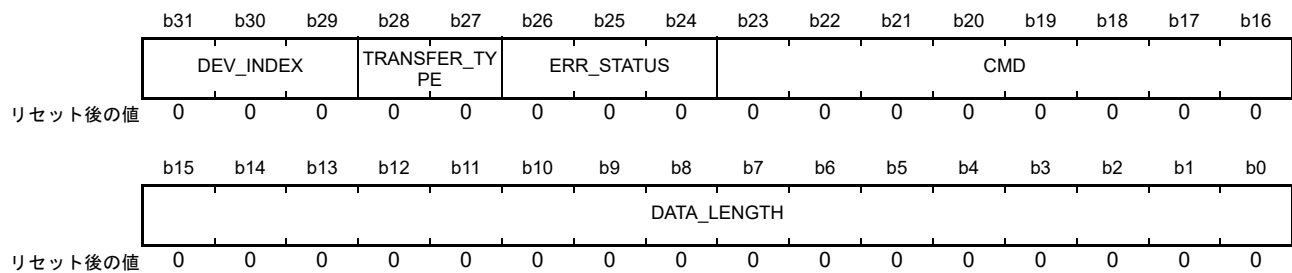 b31 b30 b29 b28 b27 b26 b25 b24 b23 b22 b21 b20 b19 b18 b17 b16
DEV_INDEX TRANSFER_TY ERR_STATUS CMD
PE
リセット後の値 0 0 0 0 0 0 0 0 0 0 0 0 0 0 0 0
b15 b14 b13 b12 b11 b10 b9 b8 b7 b6 b5 b4 b3 b2 b1 b0
DATA_LENGTH
リセット後の値 0 0 0 0 0 0 0 0 0 0 0 0 0 0 0 0